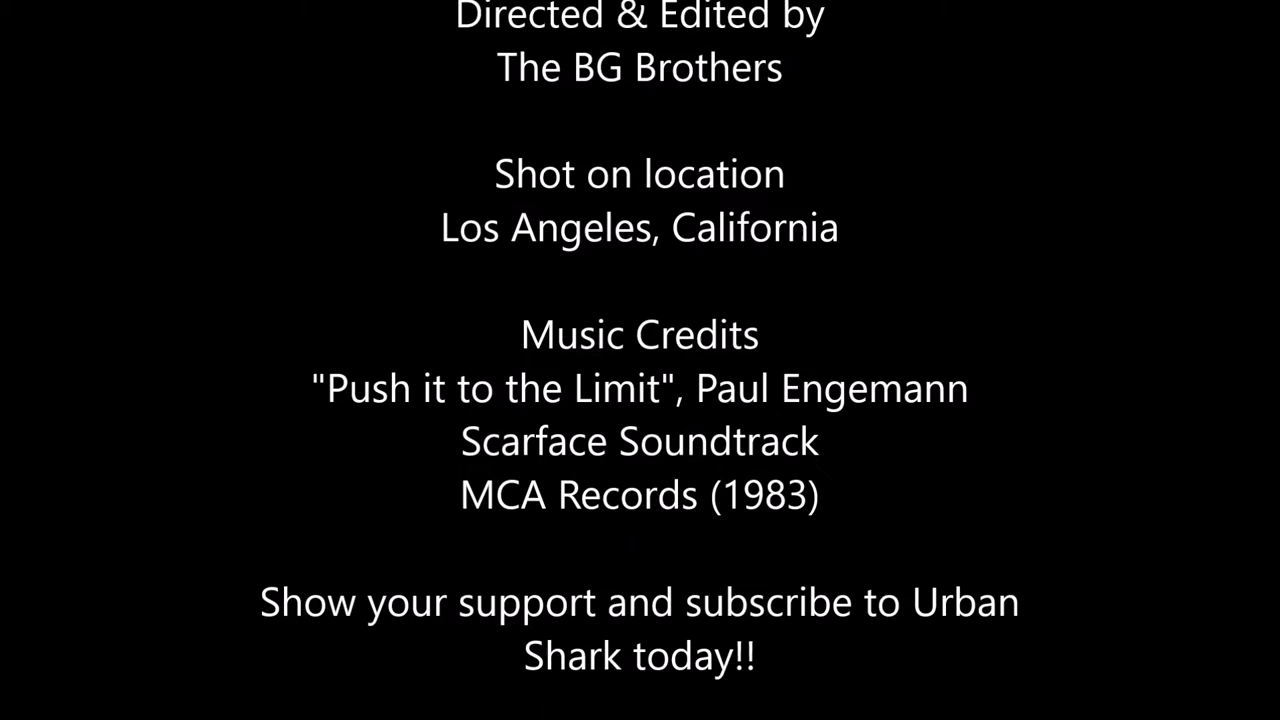 Directed & Edited by
The BG Brothers
Shot on location
Los Angeles, California
Music Credits
"Push it to the Limit", Paul Engemann
Scarface Soundtrack
MCA Records (1983)
Show your support and subscribe to Urban
Shark today!!